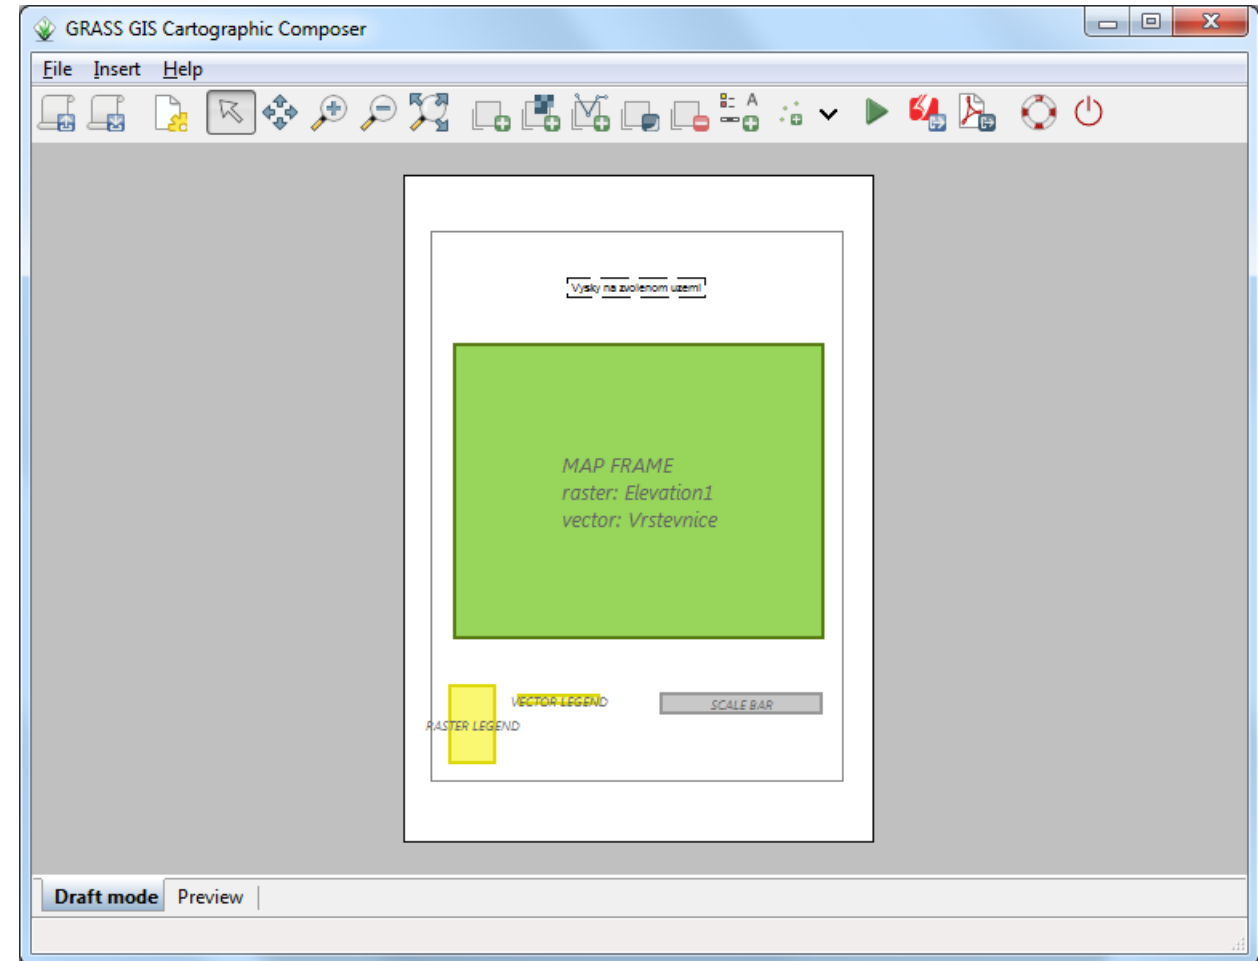 GRASS GIS Cartographic Composer
File Insert Help
A
Vysky na zvolenom uzemi
MAP FRAME
raster: Elevation1
vector: Vrstevnice
VECTOR LEGEND
SCALE BAR
RASTER LEGEND
Draft mode Preview